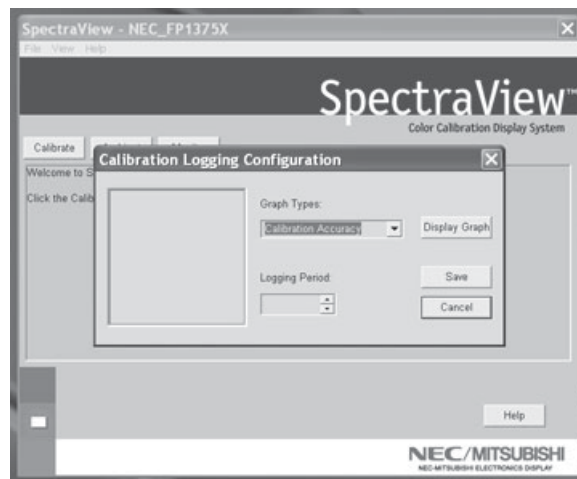 SpectraView - NEC_FP1375X
File View Help
SpectraView™
Color Calibration Display System
Calibrate
Welcome to S
Click the Calib
Calibration Logging Configuration
Graph Types:
Calibration Accuracy
Display Graph
Logging Period:
Save
Cancel
Help
NEC/MITSUBISHI
NEC-MITSUBISHI ELECTRONICS DISPLAY